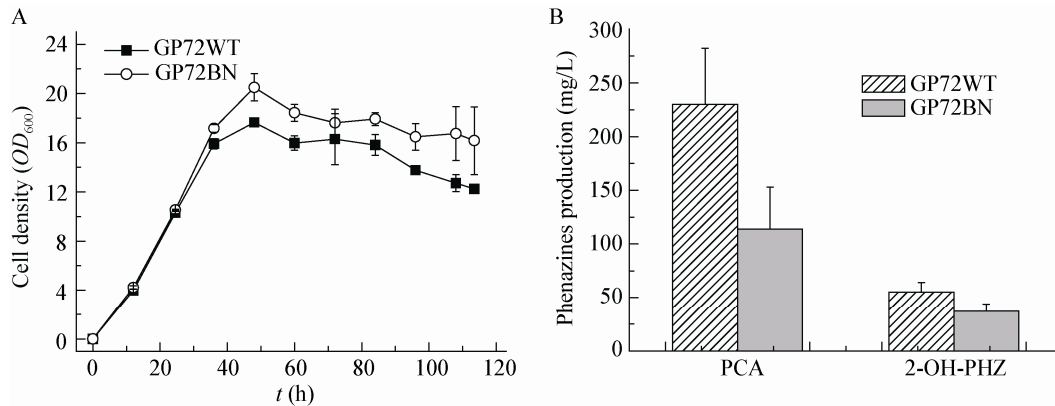 A
GP72WT
GP72BN
Cell density (OD600)
24
20
16
12
8
4
0
0 20 40 60 80 100 120
t (h)
B
GP72WT
GP72BN
Phenazines production (mg/L)
300
250
200
150
100
50
0
PCA 2-OH-PHZ